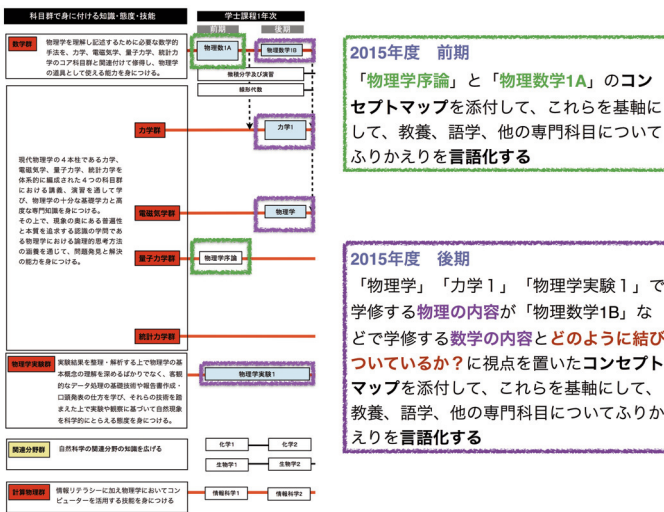 科目群で身に付ける知識・態度・技能
学士課程1年次
前期
後期
数学群
物理学を理解し記述するために必要な数学的
手法を、力学、電磁気学、量子力学、統計力
学のコア科目群と関連付けて修得し、物理学
の道具として使える能力を身につける。
物理数1A
物理数学1B
微積分学及び演習
線形代数
力学群
力学1
現代物理学の４本柱である力学、
電磁気学、量子力学、統計力学を
体系的に編成された４つの科目群
における講義、演習を通して学
び、物理学の十分な基礎学力と高
度な専門知識を身につける。
その上で、現象の奥にある普遍性
と本質を追求する認識の学問であ
る物理学における論理的思考方法
の涵養を通じて、問題発見と解決
の能力を身につける。
電磁気学群
物理学
量子力学群
物理学序論
統計力学群
物理学実験群
実験結果を整理・解析する上で物理学の基
本概念の理解を深めるばかりでなく、客観
的なデータ処理の基礎技術や報告書作成・
口頭発表の仕方を学び、それらの技術を踏
まえた上で実験や観察に基づいて自然現象
を科学的にとらえる態度を身につける。
物理学実験1
関連分野群
自然科学の関連分野の知識を広げる
化学1
化学2
生物学1
生物学2
計算物理群
情報リテラシーに加え物理学においてコン
ピューターを活用する技能を身につける
情報科学1
情報科学2
2015年度 前期
「物理学序論」と「物理数学1A」のコン
セプトマップを添付して、これらを基軸に
して、教養、語学、他の専門科目について
ふりかえりを言語化する
2015年度 後期
「物理学」「力学１」「物理学実験１」で
学修する物理の内容が「物理数学1B」な
どで学修する数学の内容とどのように結び
ついているか？に視点を置いたコンセプト
マップを添付して、これらを基軸にして、
教養、語学、他の専門科目についてふりか
えりを言語化する